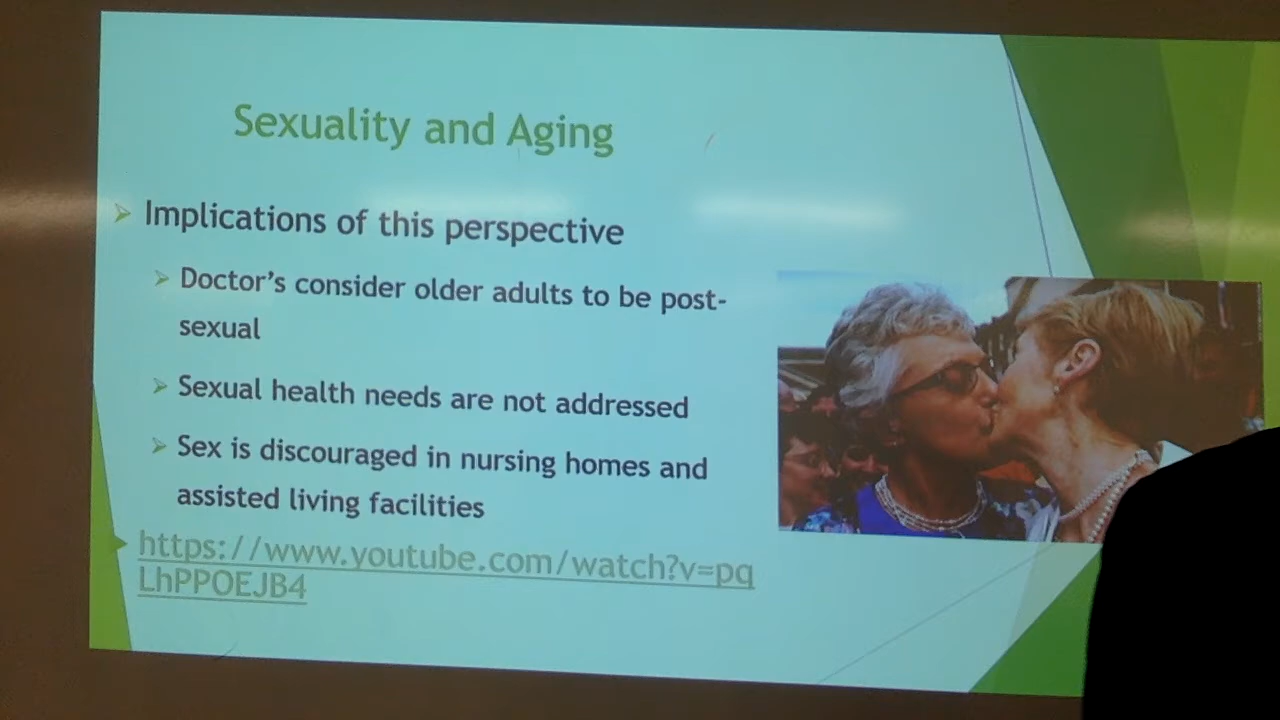 Sexuality and Aging
Implications of this perspective
Doctor's consider older adults to be post-
sexual
Sexual health needs are not addressed
Sex is discouraged in nursing homes and
assisted living facilities
https://www.youtube.com/watch?v=pq
LhPPOEJB4